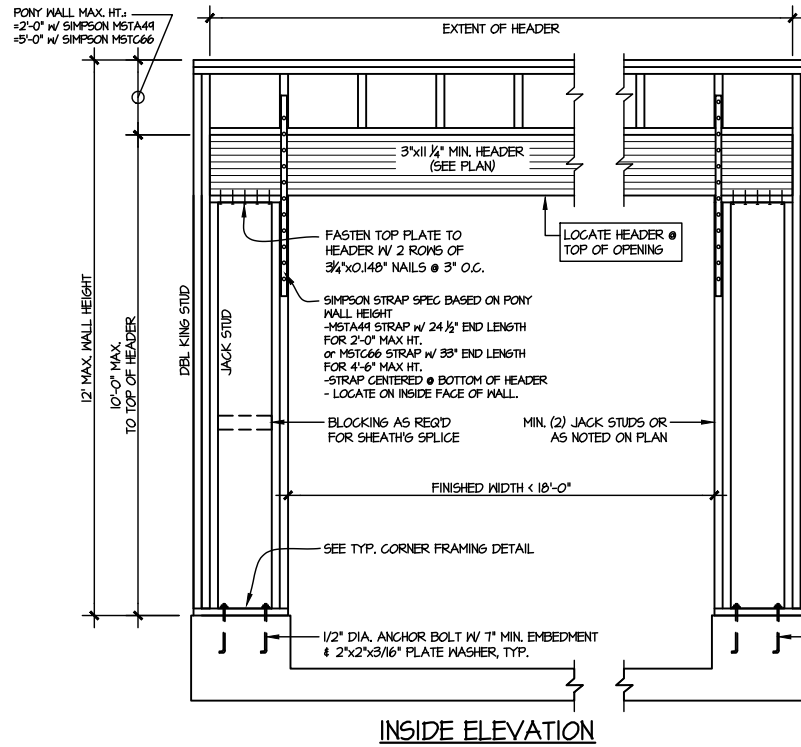 PONY WALL MAX. HT.:
=2'-0" W/ SIMPSON MSTA49
=5'-0" W/ SIMPSON MSTC66
EXTENT OF HEADER
3"x11 1/4" MIN. HEADER
(SEE PLAN)
FASTEN TOP PLATE TO
HEADER W/ 2 ROWS OF
3 1/4"x0.148" NAILS @ 3" O.C.
LOCATE HEADER @
TOP OF OPENING
SIMPSON STRAP SPEC BASED ON PONY
WALL HEIGHT
-MSTA49 STRAP W/ 24 1/2" END LENGTH
FOR 2'-0" MAX HT.
or MSTC66 STRAP W/ 33" END LENGTH
FOR 4'-6" MAX HT.
-STRAP CENTERED @ BOTTOM OF HEADER
- LOCATE ON INSIDE FACE OF WALL.
12' MAX. WALL HEIGHT
10'-0" MAX.
TO TOP OF HEADER
DBL KING STUD
JACK STUD
BLOCKING AS REQ'D
FOR SHEATH'G SPLICE
MIN. (2) JACK STUDS OR
AS NOTED ON PLAN
FINISHED WIDTH < 18'-0"
SEE TYP. CORNER FRAMING DETAIL
1/2" DIA. ANCHOR BOLT W/ 7" MIN. EMBEDMENT
& 2"x2"x3/16" PLATE WASHER, TYP.
INSIDE ELEVATION